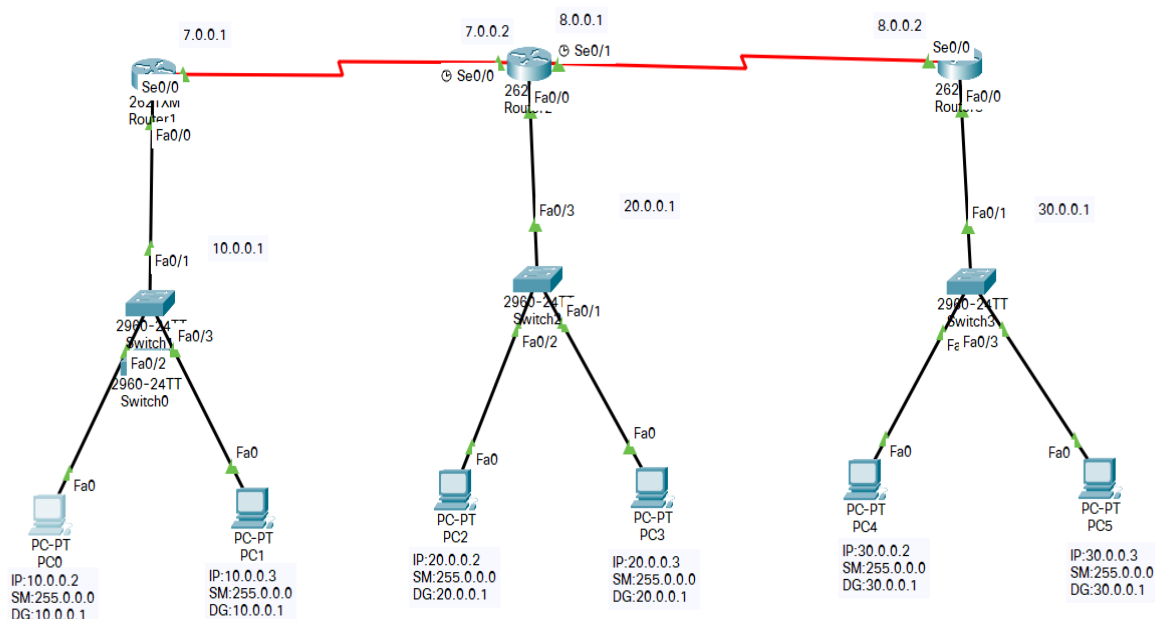 7.0.0.1
7.0.0.2
8.0.0.1
8.0.0.2
Se0/1
Se0/0
Se0/0
Se0/0
Router1
262
262
Fa0/0
Fa0/0
Fa0/0
Fa0/3
20.0.0.1
Fa0/1
30.0.0.1
10.0.0.1
Fa0/1
2960-24TT
Switch3
Fa0/1
Fa0/3
Fa0/2
Fa0/3
Fa0/2
2960-24TT
Switch0
Fa0
Fa0
Fa0
Fa0
Fa0
Fa0
PC-PT
PC0
PC-PT
PC1
PC-PT
PC2
PC-PT
PC3
PC-PT
PC4
PC-PT
PC5
IP:10.0.0.2
SM:255.0.0.0
DG:10.0.0.1
IP:10.0.0.3
SM:255.0.0.0
DG:10.0.0.1
IP:20.0.0.2
SM:255.0.0.0
DG:20.0.0.1
IP:20.0.0.3
SM:255.0.0.0
DG:20.0.0.1
IP:30.0.0.2
SM:255.0.0.0
DG:30.0.0.1
IP:30.0.0.3
SM:255.0.0.0
DG:30.0.0.1